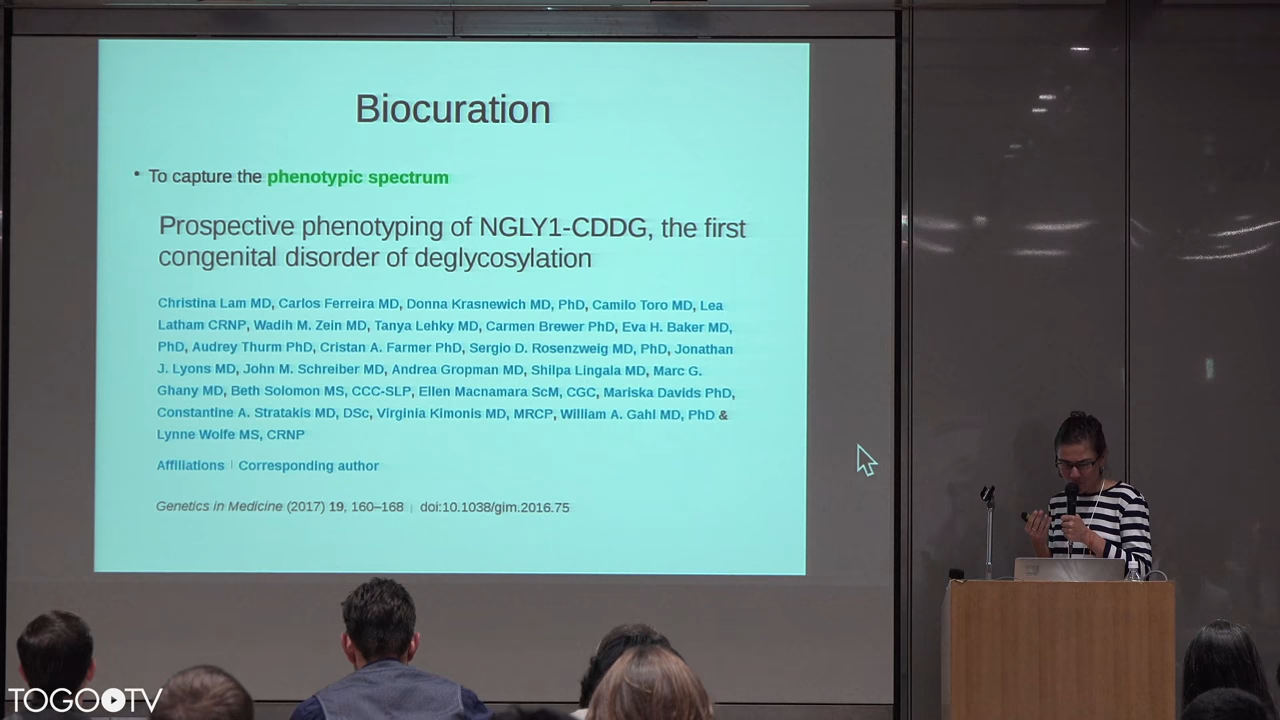 Biocuration
• To capture the phenotypic spectrum
Prospective phenotyping of NGLY1-CDDG, the first
congenital disorder of deglycosylation
Christina Lam MD, Carlos Ferreira MD, Donna Krasnewich MD, PhD, Camilo Toro MD, Lea
Latham CRNP, Wadih M. Zein MD, Tanya Lehky MD, Carmen Brewer PhD, Eva H. Baker MD,
PhD, Audrey Thurm PhD, Cristan A. Farmer PhD, Sergio D. Rosenzweig MD, PhD, Jonathan
J. Lyons MD, John M. Schreiber MD, Andrea Gropman MD, Shilpa Lingala MD, Marc G.
Ghany MD, Beth Solomon MS, CCC-SLP, Ellen Macnamara ScM, CGC, Mariska Davids PhD,
Constantine A. Stratakis MD, DSc, Virginia Kimonis MD, MRCP, William A. Gahl MD, PhD &
Lynne Wolfe MS, CRNP
Affiliations | Corresponding author
Genetics in Medicine (2017) 19, 160–168 | doi:10.1038/gim.2016.75
TOGOTV